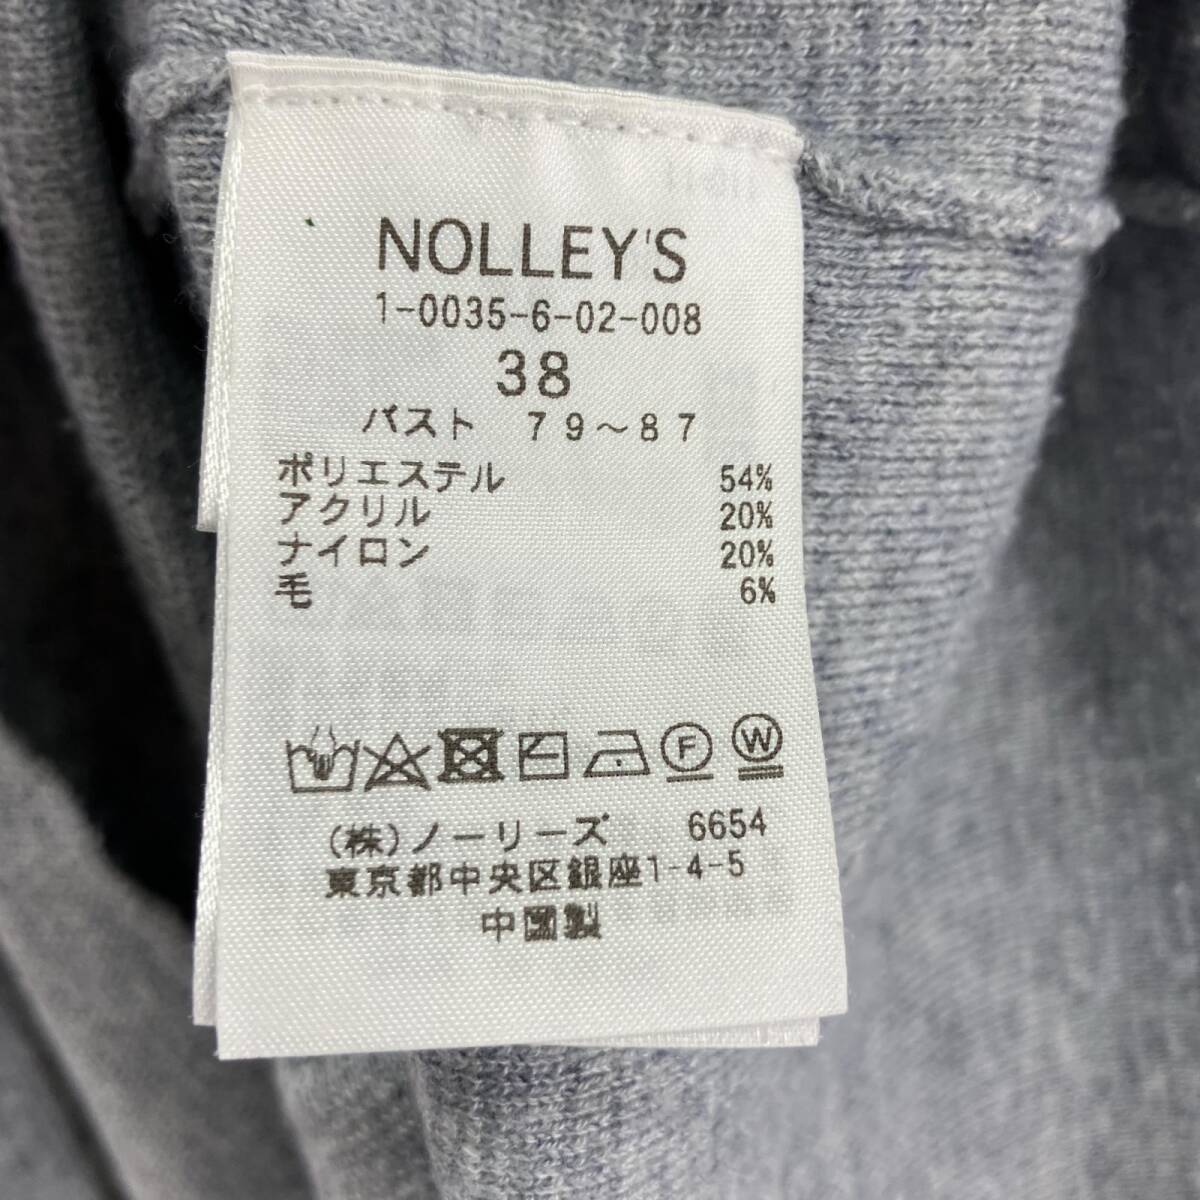 NOLLEY'S
1-0035-6-02-008
38
バスト 79～87
ポリエステル 54%
アクリル 20%
ナイロン 20%
毛 6%
F W
(株)ノーリーズ 6654
東京都中央区銀座1-4-5
中国製